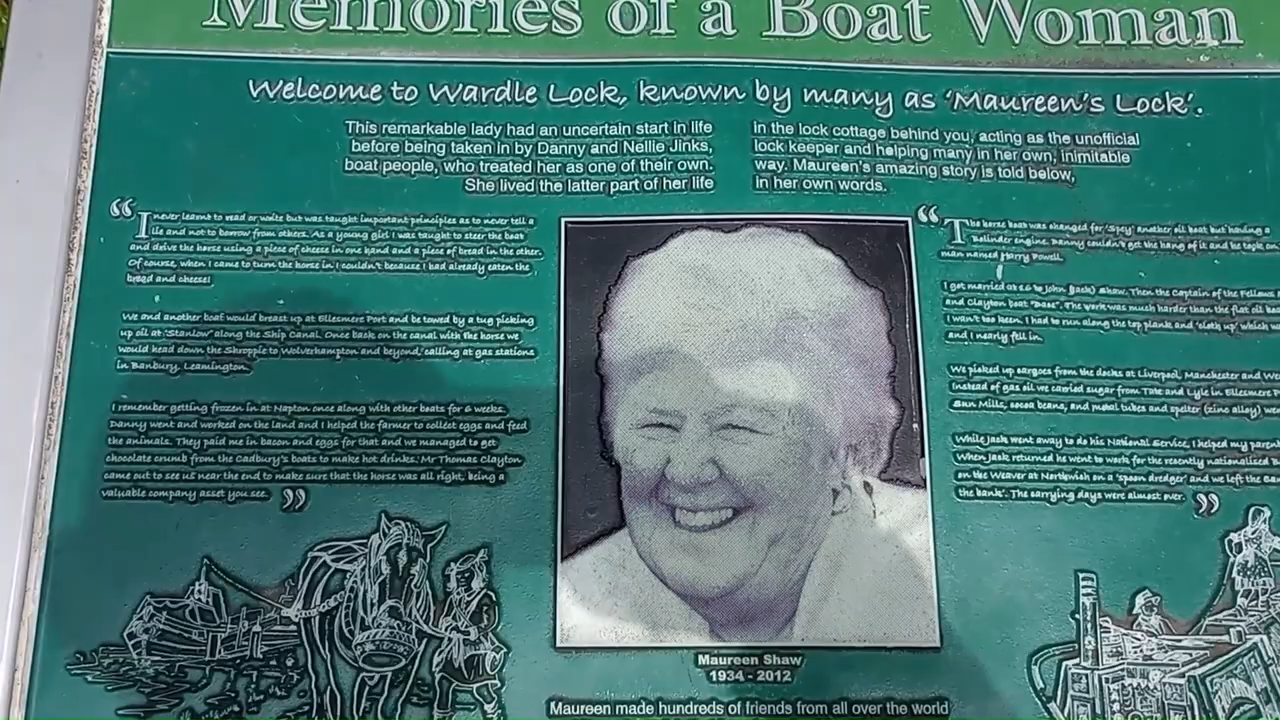 Memories of a Boat Woman
Welcome to Wardle Lock, known by many as 'Maureen's Lock'.
This remarkable lady had an uncertain start in life
before being taken in by Danny and Nellie Jinks,
boat people, who treated her as one of their own.
She lived the latter part of her life
in the lock cottage behind you, acting as the unofficial
lock keeper and helping many in her own, inimitable
way. Maureen's amazing story is told below,
in her own words.
“I never learnt to read or write but was taught important principles as to never tell a
lie and not to borrow from others. As a young girl I was taught to steer the boat
and drive the horse using a piece of cheese in one hand and a piece of bread in the other.
Of course, when I came to turn the horse in I couldn't because I had already eaten the
bread and cheese!
We and another boat would breast up at Ellesmere Port and be towed by a tug picking
up oil at 'Stanlow' along the Ship Canal. Once back on the canal with the horse we
would head down the Shroppie to Wolverhampton and beyond, calling at gas stations
in Banbury, Leamington.
I remember getting frozen in at Napton once along with other boats for 6 weeks.
Danny went and worked on the land and I helped the farmer to collect eggs and feed
the animals. They paid me in bacon and eggs for that and we managed to get
chocolate crumb from the Cadbury's boats to make hot drinks. Mr Thomas Clayton
came out to see us near the end to make sure that the horse was all right, being a
valuable company asset you see.”
“The horse boat was changed for 'Spey' another oil boat but having a
Bolinder engine. Danny couldn't get the hang of it and he took on
man named Harry Powell.
I got married at 16 to John (Jack) Shaw. Then the Captain of the Fellows
and Clayton boat "Dace". The work was much harder than the flat oil
I wan't too keen. I had to run along the top plank and 'cloth up' which
and I nearly fell in.
We picked up cargoes from the docks at Liverpool, Manchester and
Instead of gas oil we carried sugar from Tate and Lyle in Ellesmere
Sun Mills, cocoa beans, and metal tubes and spelter (zinc alloy)
While Jack went away to do his National Service, I helped my
When Jack returned he went to work for the recently nationalised
on the Weaver at Northwich on a 'spoon dredger' and we left the
the bank'. The carrying days were almost over.”
Maureen Shaw
1934 - 2012
Maureen made hundreds of friends from all over the world